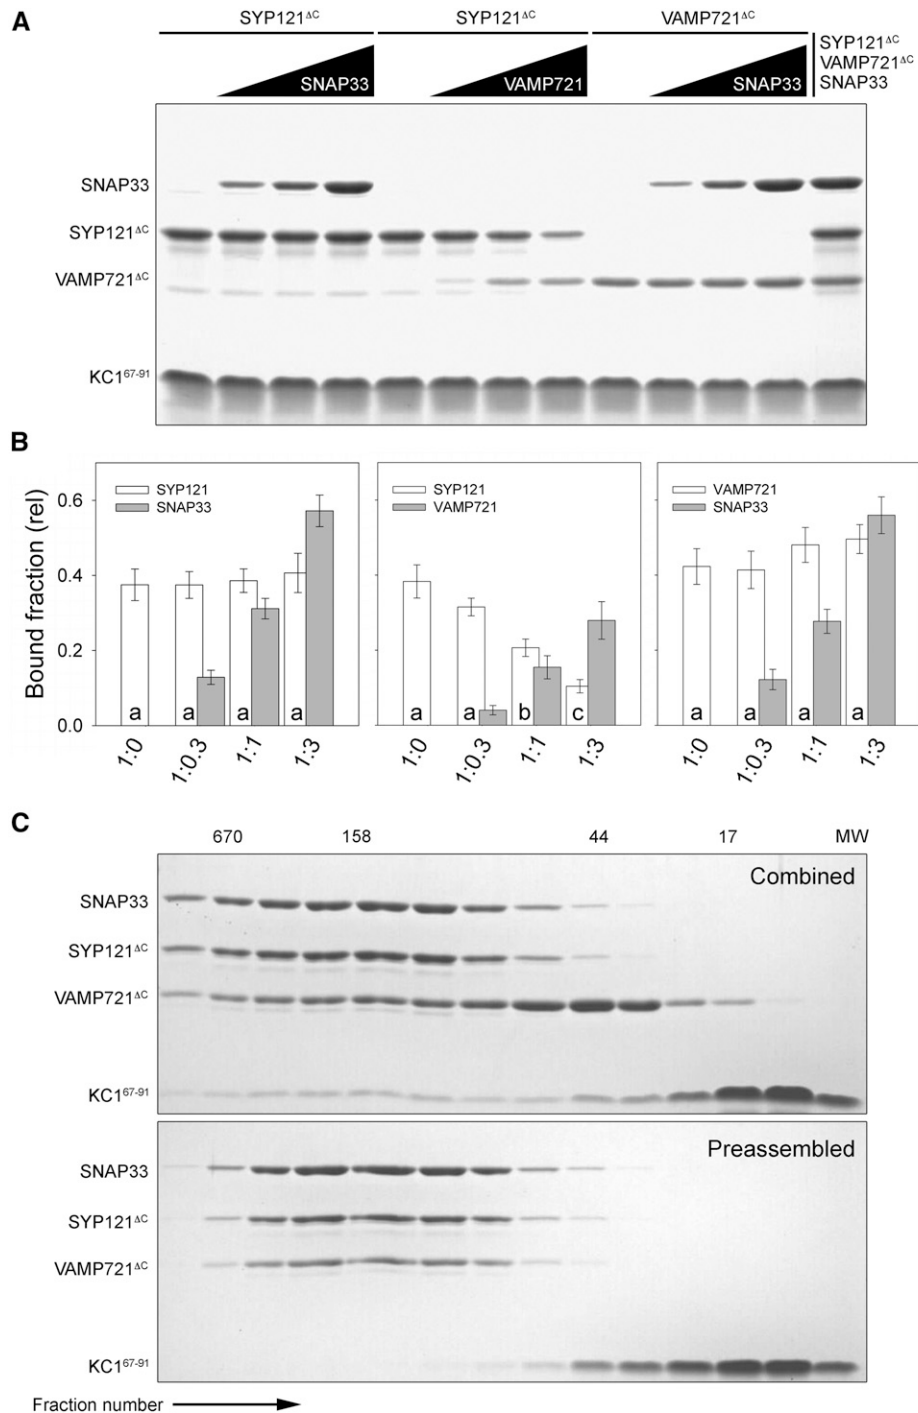 A
SYP121ΔC SYP121ΔC VAMP721ΔC
SYP121ΔC
VAMP721ΔC
SNAP33
SNAP33 VAMP721 SNAP33
SNAP33
SYP121ΔC
VAMP721ΔC
KC167-91
B
Bound fraction (rel)
0.6
0.4
0.2
0.0
SYP121
SNAP33
a a a a
1:0 1:0.3 1:1 1:3
SYP121
VAMP721
a a b c
1:0 1:0.3 1:1 1:3
VAMP721
SNAP33
a a a a
1:0 1:0.3 1:1 1:3
C
670 158 44 17 MW
Combined
SNAP33
SYP121ΔC
VAMP721ΔC
KC167-91
Preassembled
SNAP33
SYP121ΔC
VAMP721ΔC
KC167-91
Fraction number